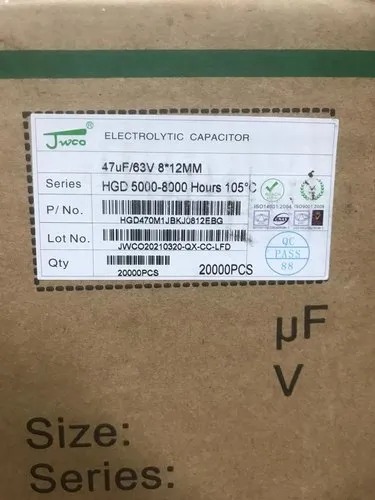 Jwco
ELECTROLYTIC CAPACITOR
47uF/63V 8*12MM
Series HGD 5000-8000 Hours 105°C
P/ No.
HGD470M1JBKJ0812EBG
Lot No.
JWCO20210320-QX-CC-LFD
Qty
20000PCS
20000PCS
QC
PASS
88
µF
V
Size:
Series: